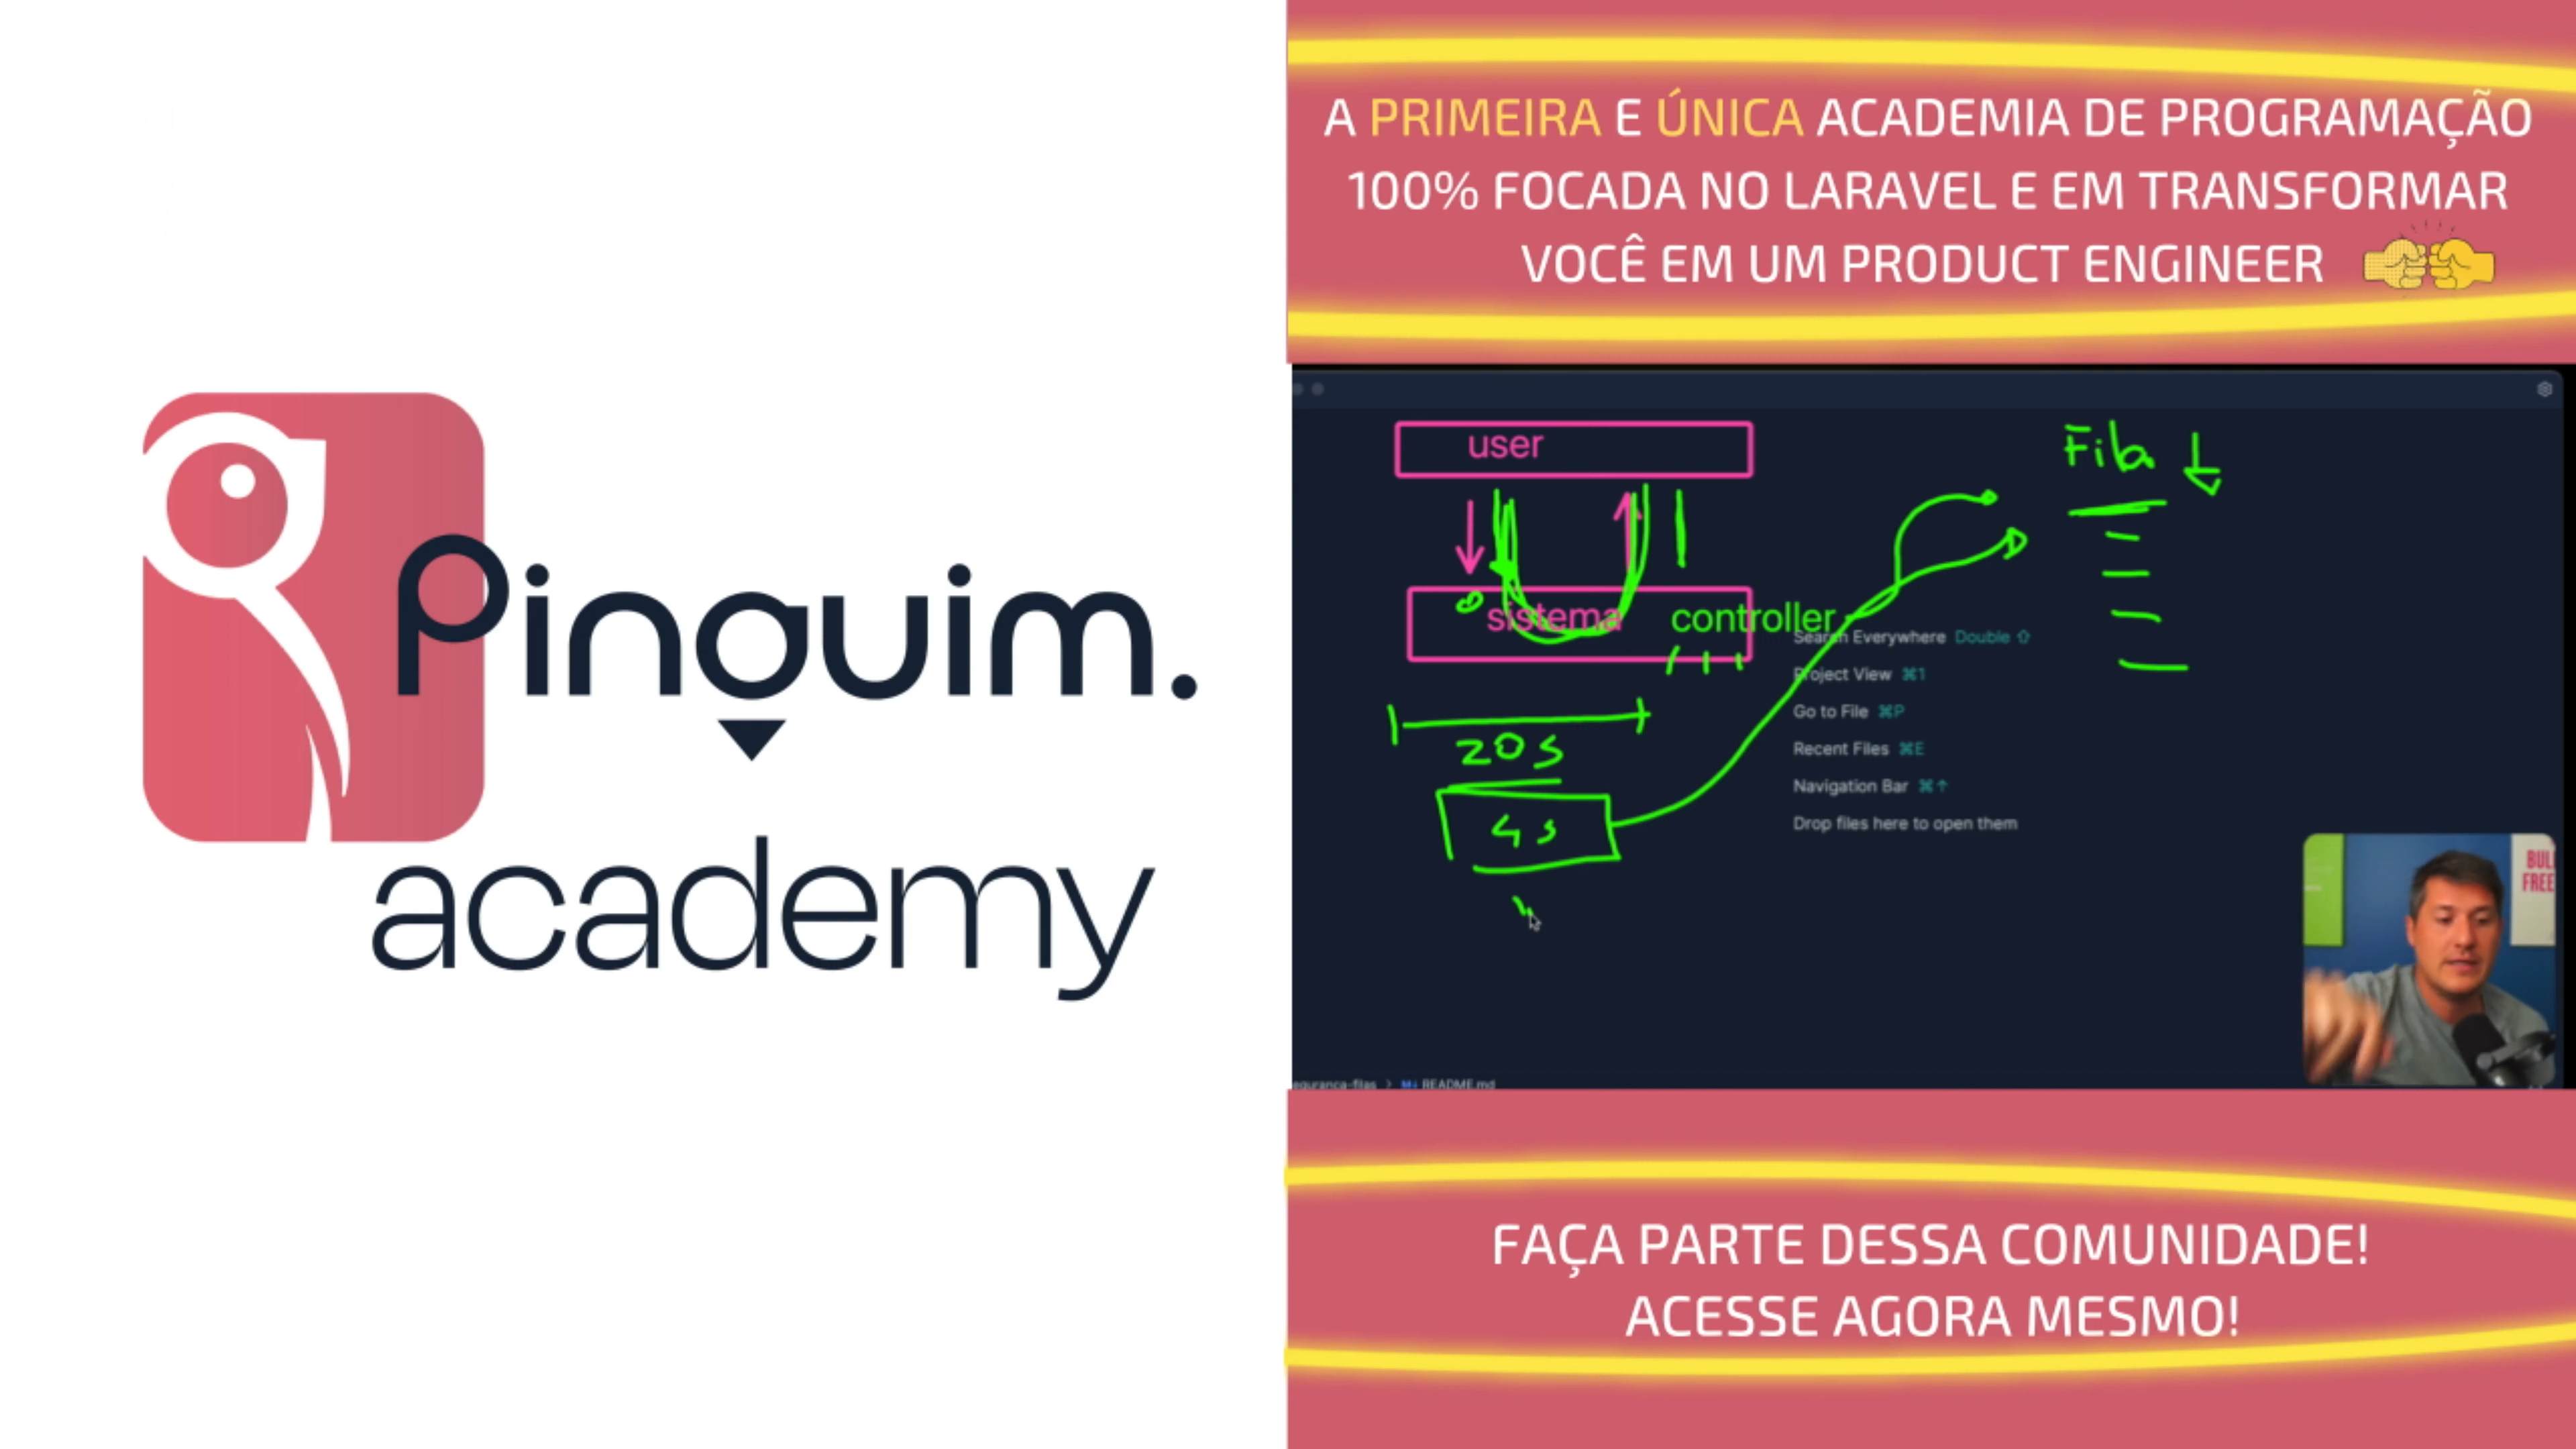 Pinguim.
academy
A PRIMEIRA E ÚNICA ACADEMIA DE PROGRAMAÇÃO
100% FOCADA NO LARAVEL E EM TRANSFORMAR
VOCÊ EM UM PRODUCT ENGINEER
user
Fila
sistema
controller
Search Everywhere Double ⇧
Project View ⌘1
Go to File ⌘P
Recent Files ⌘E
Navigation Bar ⌘↑
Drop files here to open them
20s
4s
README.md
FAÇA PARTE DESSA COMUNIDADE!
ACESSE AGORA MESMO!